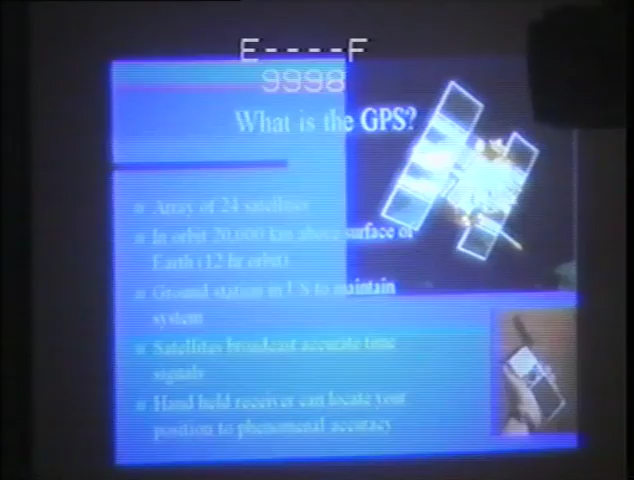 E----F
9998
What is the GPS?
Array of 24 satellites
In orbit 20,000 km above surface of
Earth (12 hr orbit)
Ground station in US to maintain
system
Satellites broadcast accurate time
signals
Hand held receiver can locate your
position to phenomenal accuracy